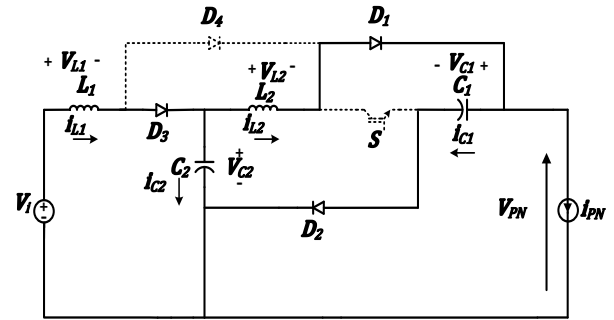 D4
D1
+ VL1 -
L1
+ VL2 -
L2
- VC1 +
C1
iL1
D3
iL2
S
iC1
C2
iC2
+
VC2
-
VI
+
-
D2
VPN
iPN